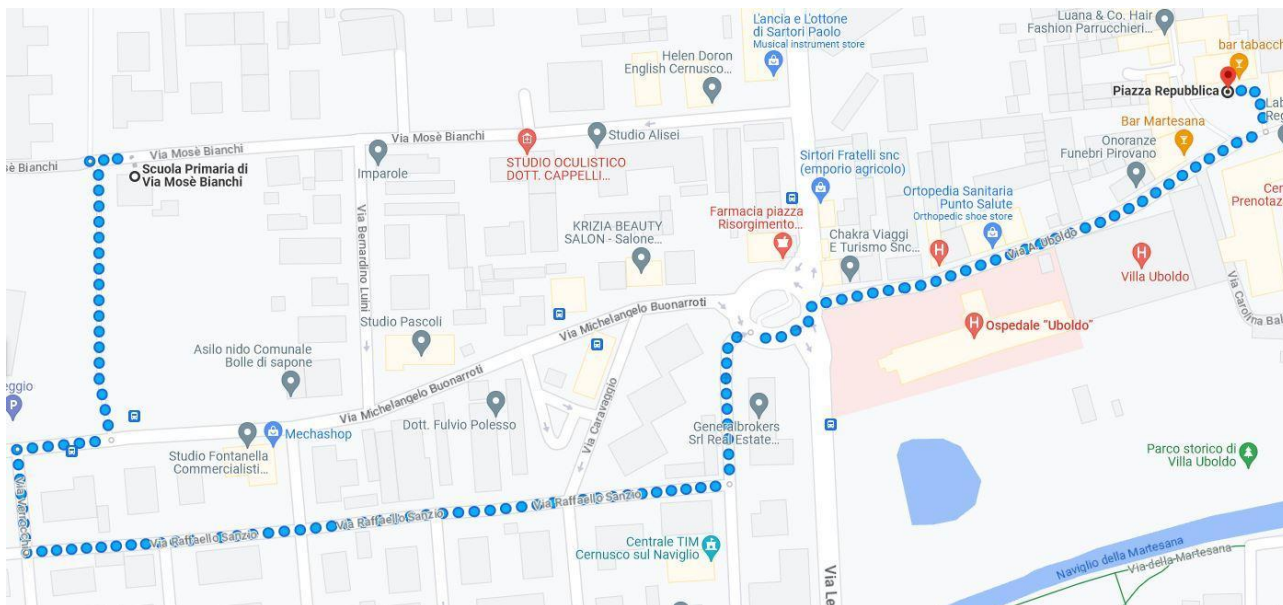 Luana & Co. Hair
Fashion Parrucchieri...
L'ancia e L'ottone
di Sartori Paolo
Musical instrument store
Helen Doron
English Cernusco...
bar tabacch
Piazza Repubblica
Via Mosè Bianchi
Studio Alisei
Bar Martesana
Via Mosè Bianchi
Onoranze
Funebri Pirovano
Scuola Primaria di
Via Mosè Bianchi
Imparole
STUDIO OCULISTICO
DOTT. CAPPELLI...
Sirtori Fratelli snc
(emporio agricolo)
Ortopedia Sanitaria
Punto Salute
Orthopedic shoe store
Farmacia piazza
Risorgimento...
KRIZIA BEAUTY
SALON - Salone...
Chakra Viaggi
E Turismo Snc...
Via A. Uboldo
Villa Uboldo
Via Bernardino Luini
Via Michelangelo Buonarroti
Studio Pascoli
Ospedale "Uboldo"
Asilo nido Comunale
Bolle di sapone
P
Via Michelangelo Buonarroti
Dott. Fulvio Polesso
Via Caravaggio
Mechashop
Generalbrokers
Srl Real Estate...
Studio Fontanella
Commercialisti...
Parco storico di
Villa Uboldo
Via Raffaello Sanzio
Via Raffaello Sanzio
Via Raffaello Sanzio
Centrale TIM
Cernusco sul Naviglio
Naviglio della Martesana
Via della Martesana